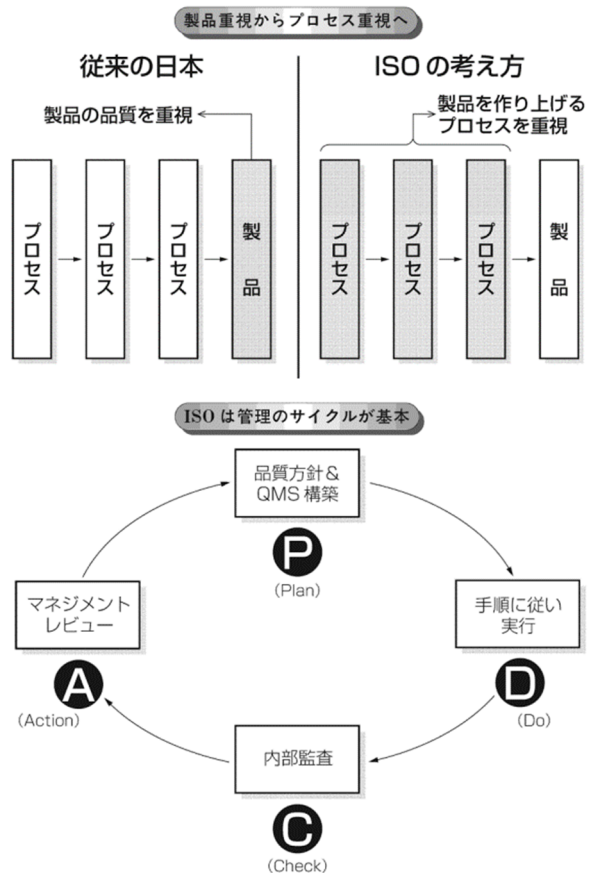 製品重視からプロセス重視へ
従来の日本
ISOの考え方
製品の品質を重視
製品を作り上げる
プロセスを重視
プロセス
プロセス
プロセス
製品
プロセス
プロセス
プロセス
製品
ISOは管理のサイクルが基本
品質方針&
QMS構築
P
(Plan)
マネジメント
レビュー
手順に従い
実行
A
(Action)
D
(Do)
内部監査
C
(Check)